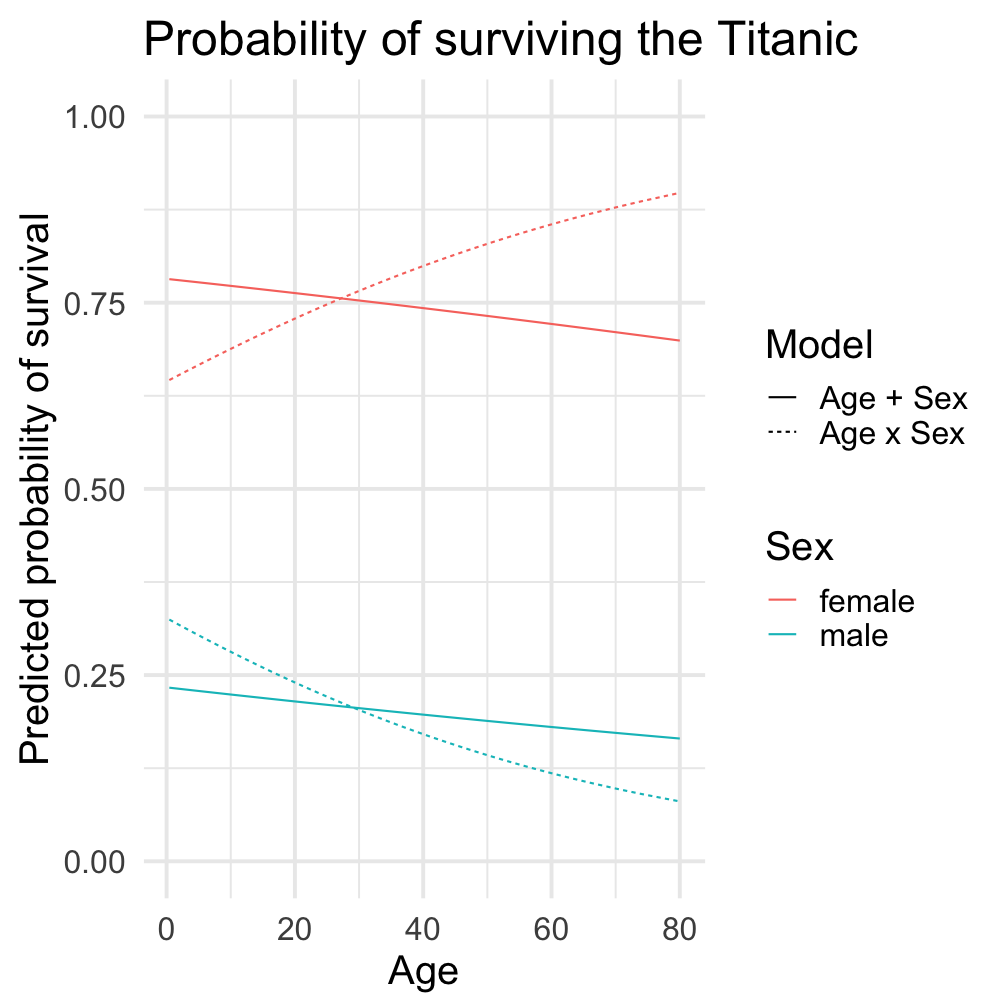 Probability of surviving the Titanic
Predicted probability of survival
1.00
0.75
0.50
0.25
0.00
0 20 40 60 80
Age
Model
Age + Sex
Age x Sex
Sex
female
male